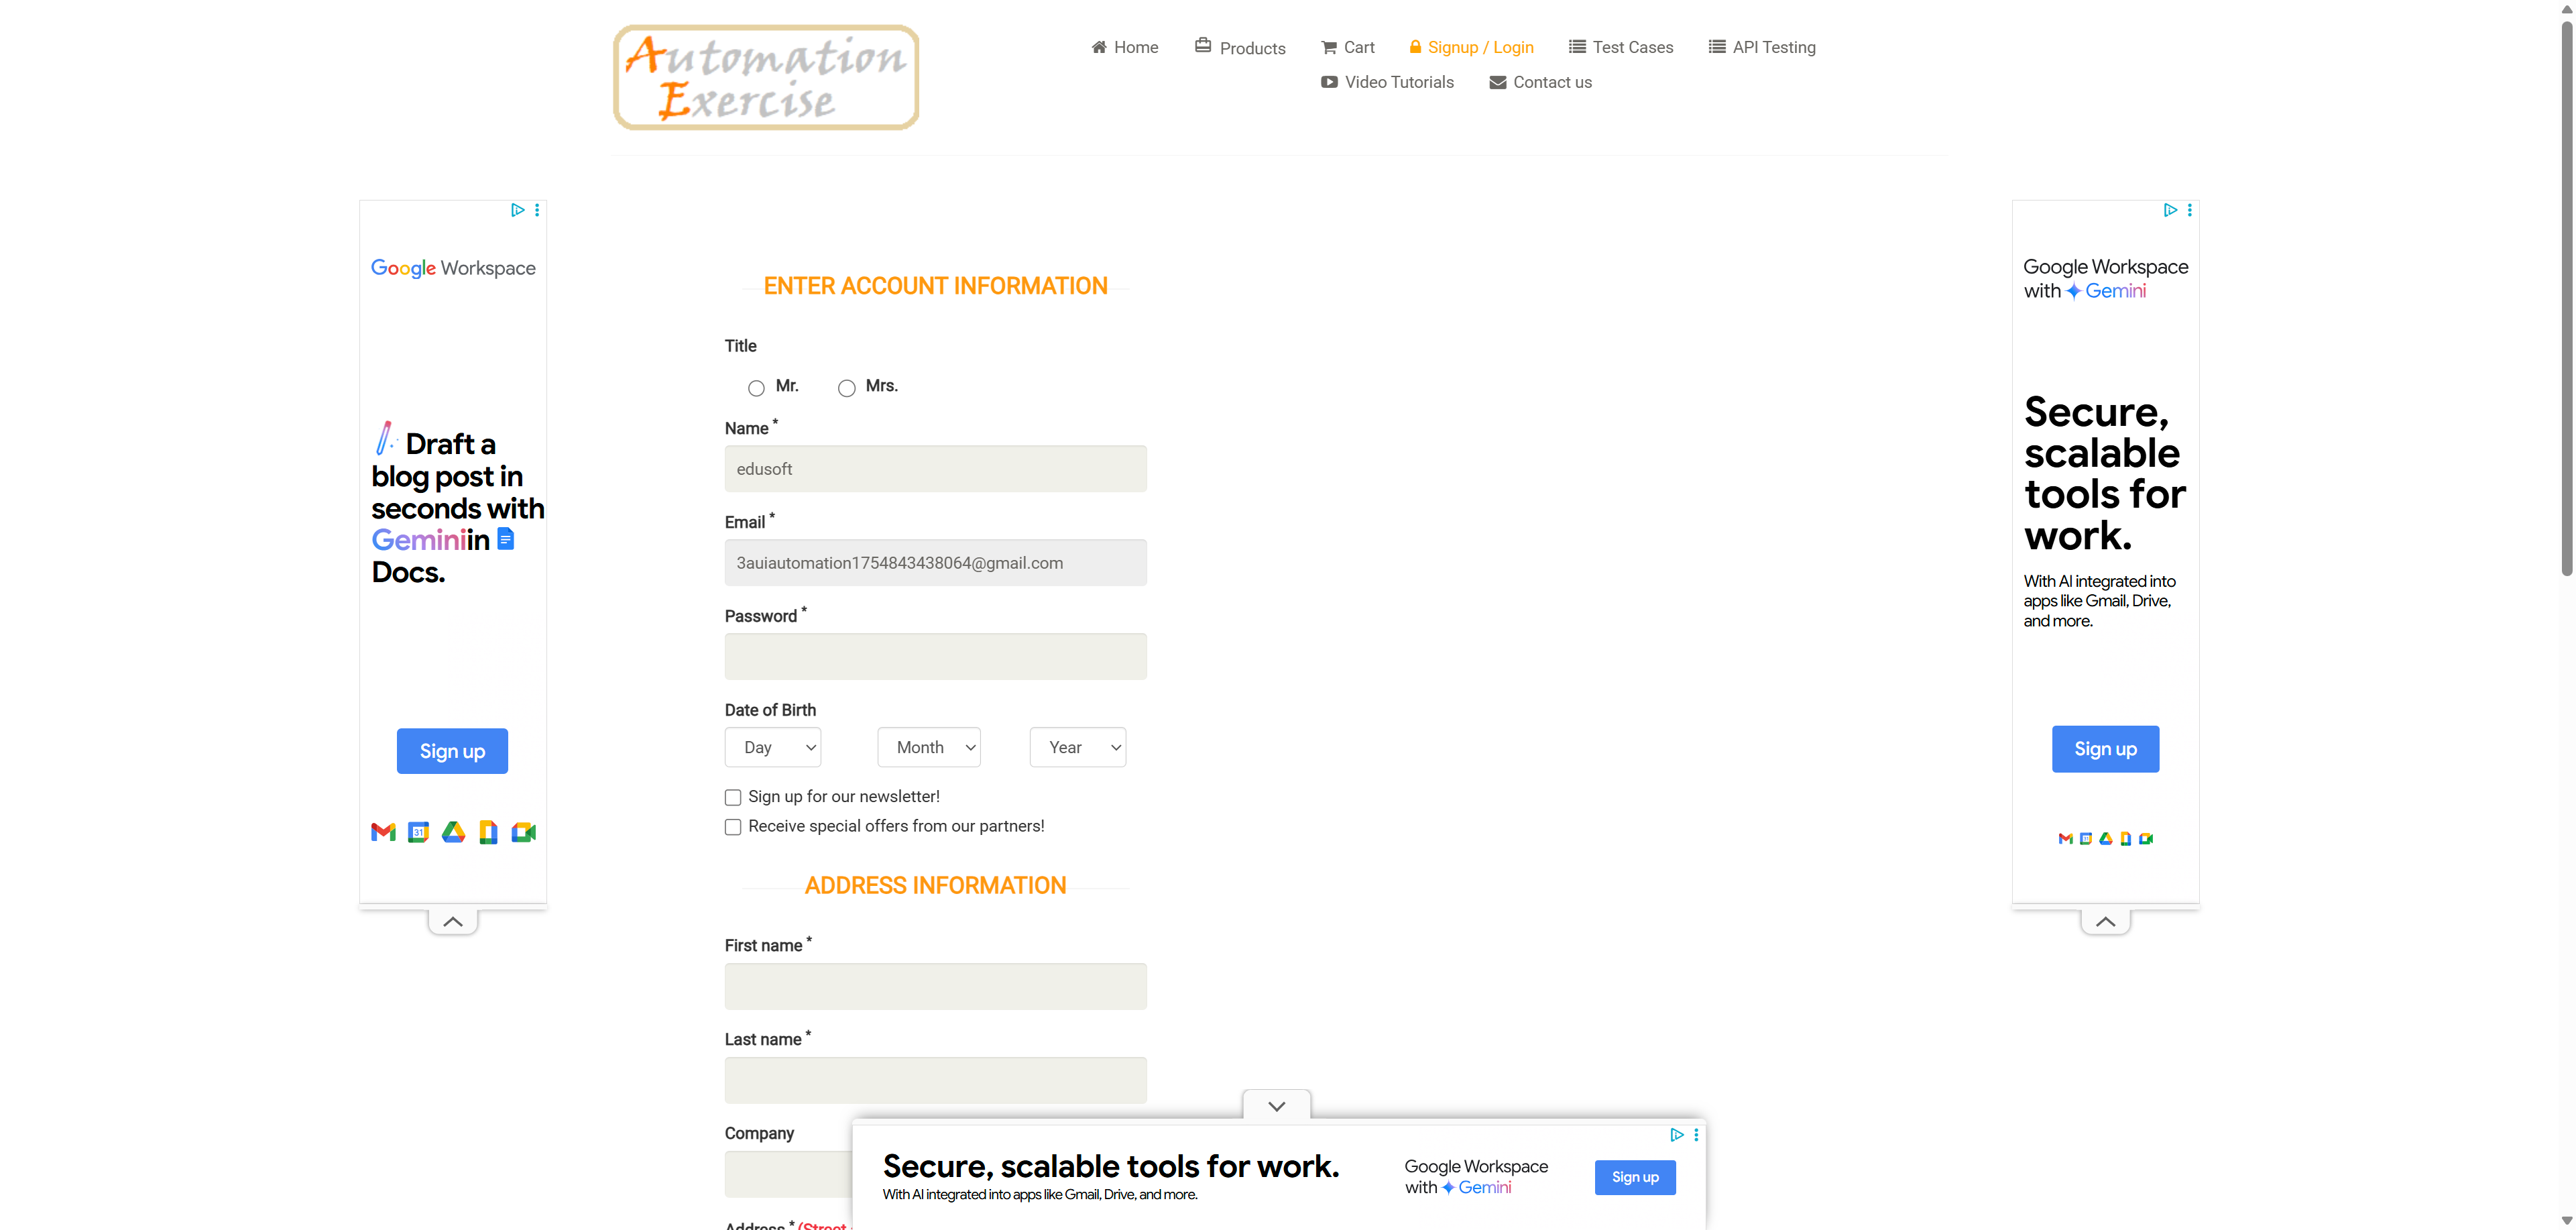 Automation
Exercise
Home
Products
Cart
Signup / Login
Test Cases
API Testing
Video Tutorials
Contact us
Google Workspace
Draft a
blog post in
seconds with
Geminiin
Docs.
Sign up
31
ENTER ACCOUNT INFORMATION
Title
Mr.
Mrs.
Name *
edusoft
Email *
3auiautomation1754843438064@gmail.com
Password *
Date of Birth
Day
Month
Year
Sign up for our newsletter!
Receive special offers from our partners!
ADDRESS INFORMATION
First name *
Last name *
Company
Address * (Street
Google Workspace
with Gemini
Secure,
scalable
tools for
work.
With AI integrated into
apps like Gmail, Drive,
and more.
Sign up
Secure, scalable tools for work.
With AI integrated into apps like Gmail, Drive, and more.
Google Workspace
with Gemini
Sign up